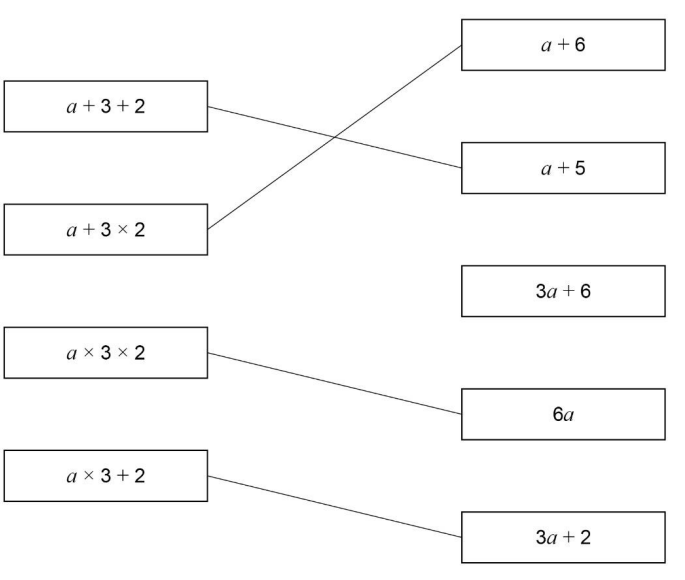 a + 6
a + 3 + 2
a + 5
a + 3 × 2
3a + 6
a × 3 × 2
6a
a × 3 + 2
3a + 2